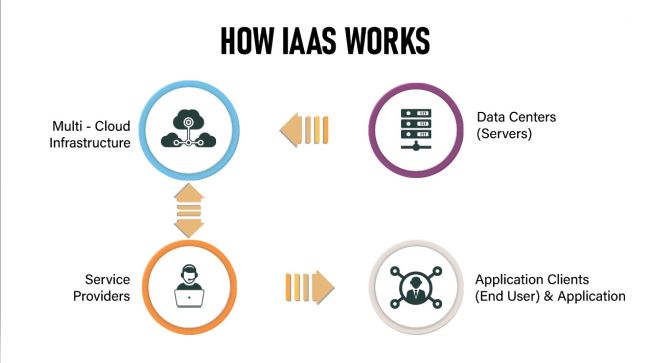 HOW IAAS WORKS
Multi - Cloud
Infrastructure
Data Centers
(Servers)
Service
Providers
Application Clients
(End User) & Application